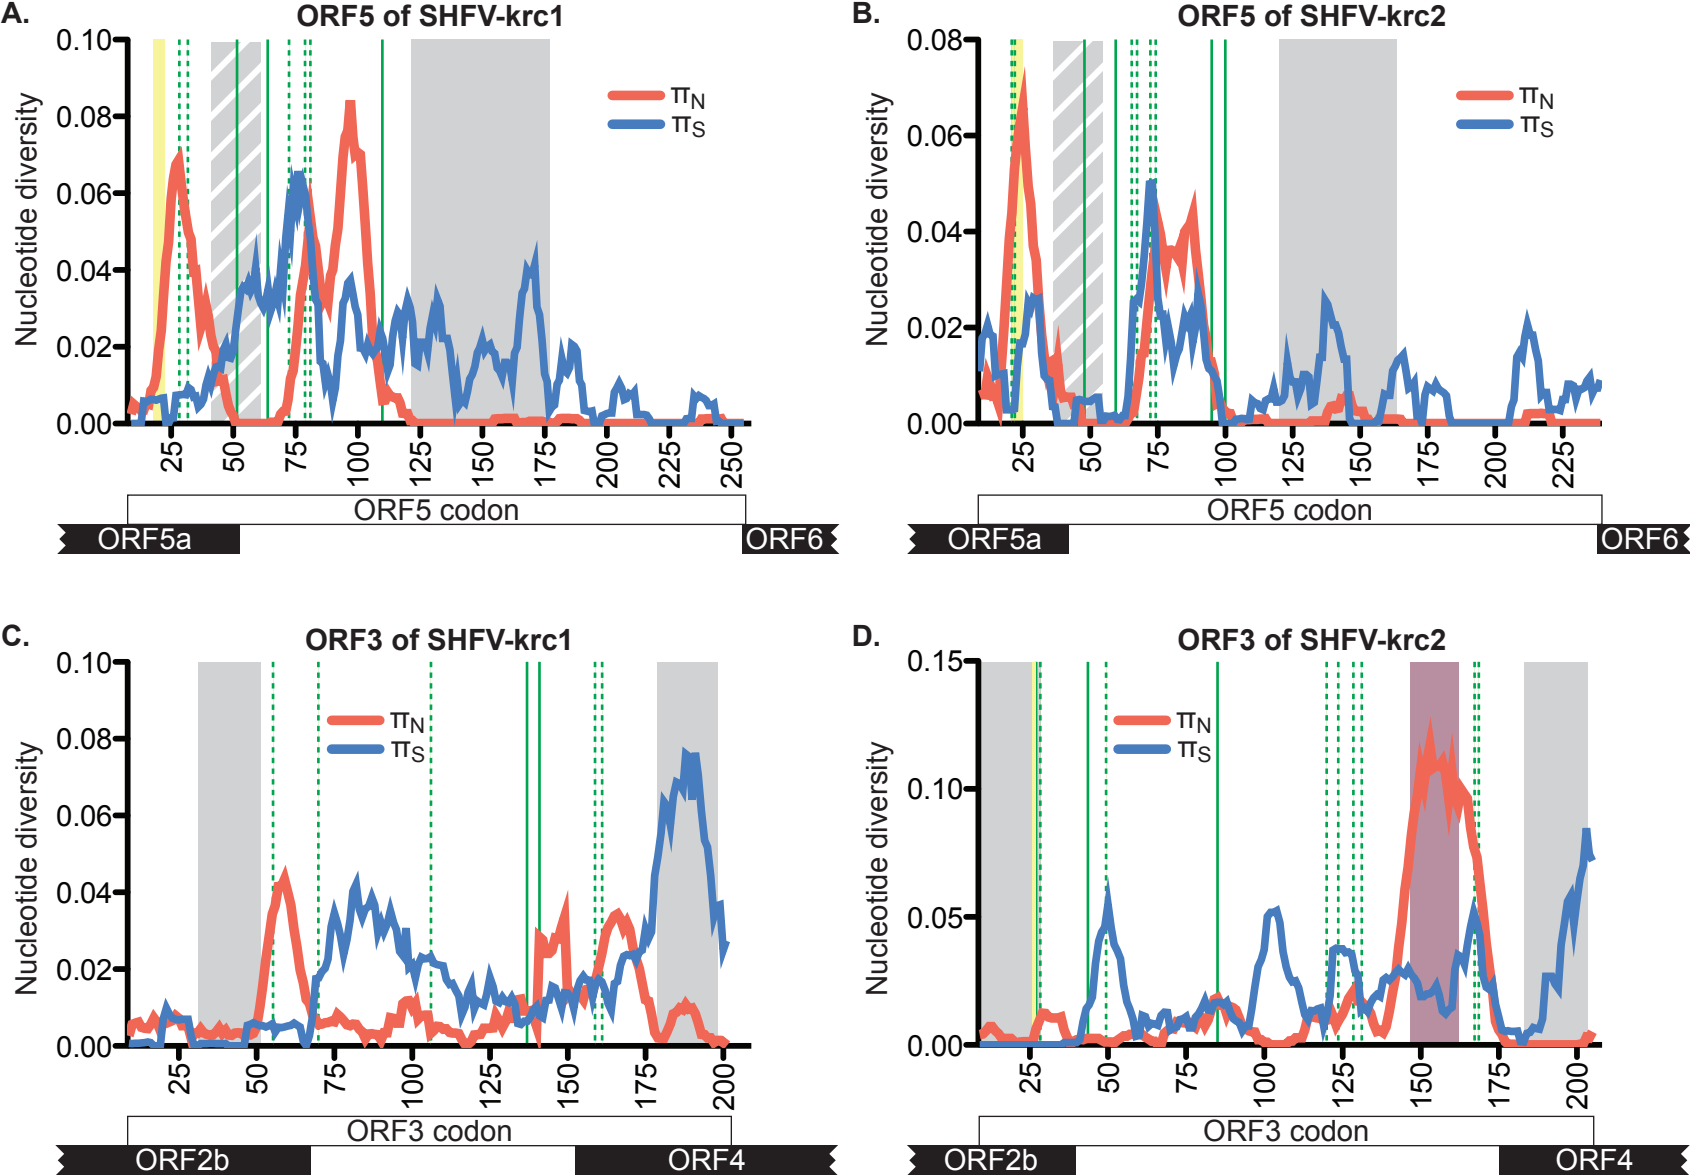 A.
ORF5 of SHFV-krc1
Nucleotide diversity
0.10
0.08
0.06
0.04
0.02
0.00
πN
πS
25 50 75 100 125 150 175 200 225 250
ORF5 codon
ORF5a
ORF6
B.
ORF5 of SHFV-krc2
Nucleotide diversity
0.08
0.06
0.04
0.02
0.00
πN
πS
25 50 75 100 125 150 175 200 225
ORF5 codon
ORF5a
ORF6
C.
ORF3 of SHFV-krc1
Nucleotide diversity
0.10
0.08
0.06
0.04
0.02
0.00
πN
πS
25 50 75 100 125 150 175 200
ORF3 codon
ORF2b
ORF4
D.
ORF3 of SHFV-krc2
Nucleotide diversity
0.15
0.10
0.05
0.00
πN
πS
25 50 75 100 125 150 175 200
ORF3 codon
ORF2b
ORF4